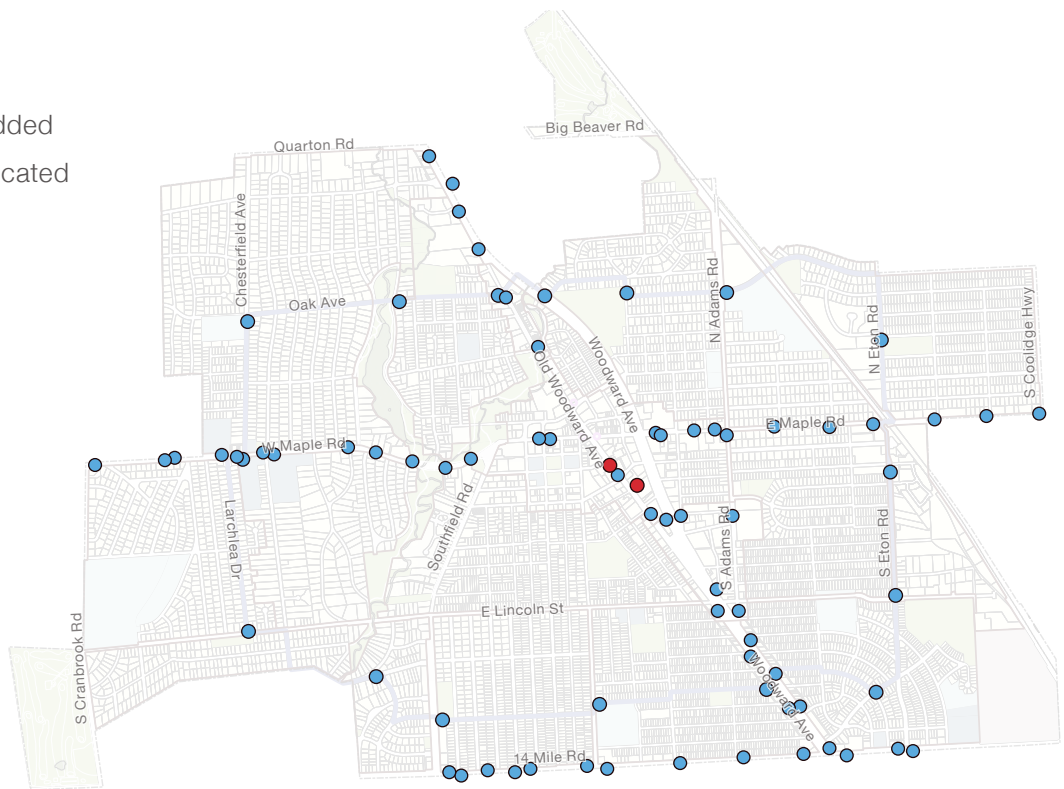 dded
cated
Big Beaver Rd
Quarton Rd
Chesterfield Ave
Oak Ave
N Adams Rd
N Eton Rd
S Coolidge Hwy
Woodward Ave
Old Woodward Ave
E Maple Rd
W Maple Rd
Southfield Rd
Larchlea Dr
S Adams Rd
S Eton Rd
E Lincoln St
S Cranbrook Rd
Woodward Ave
14 Mile Rd